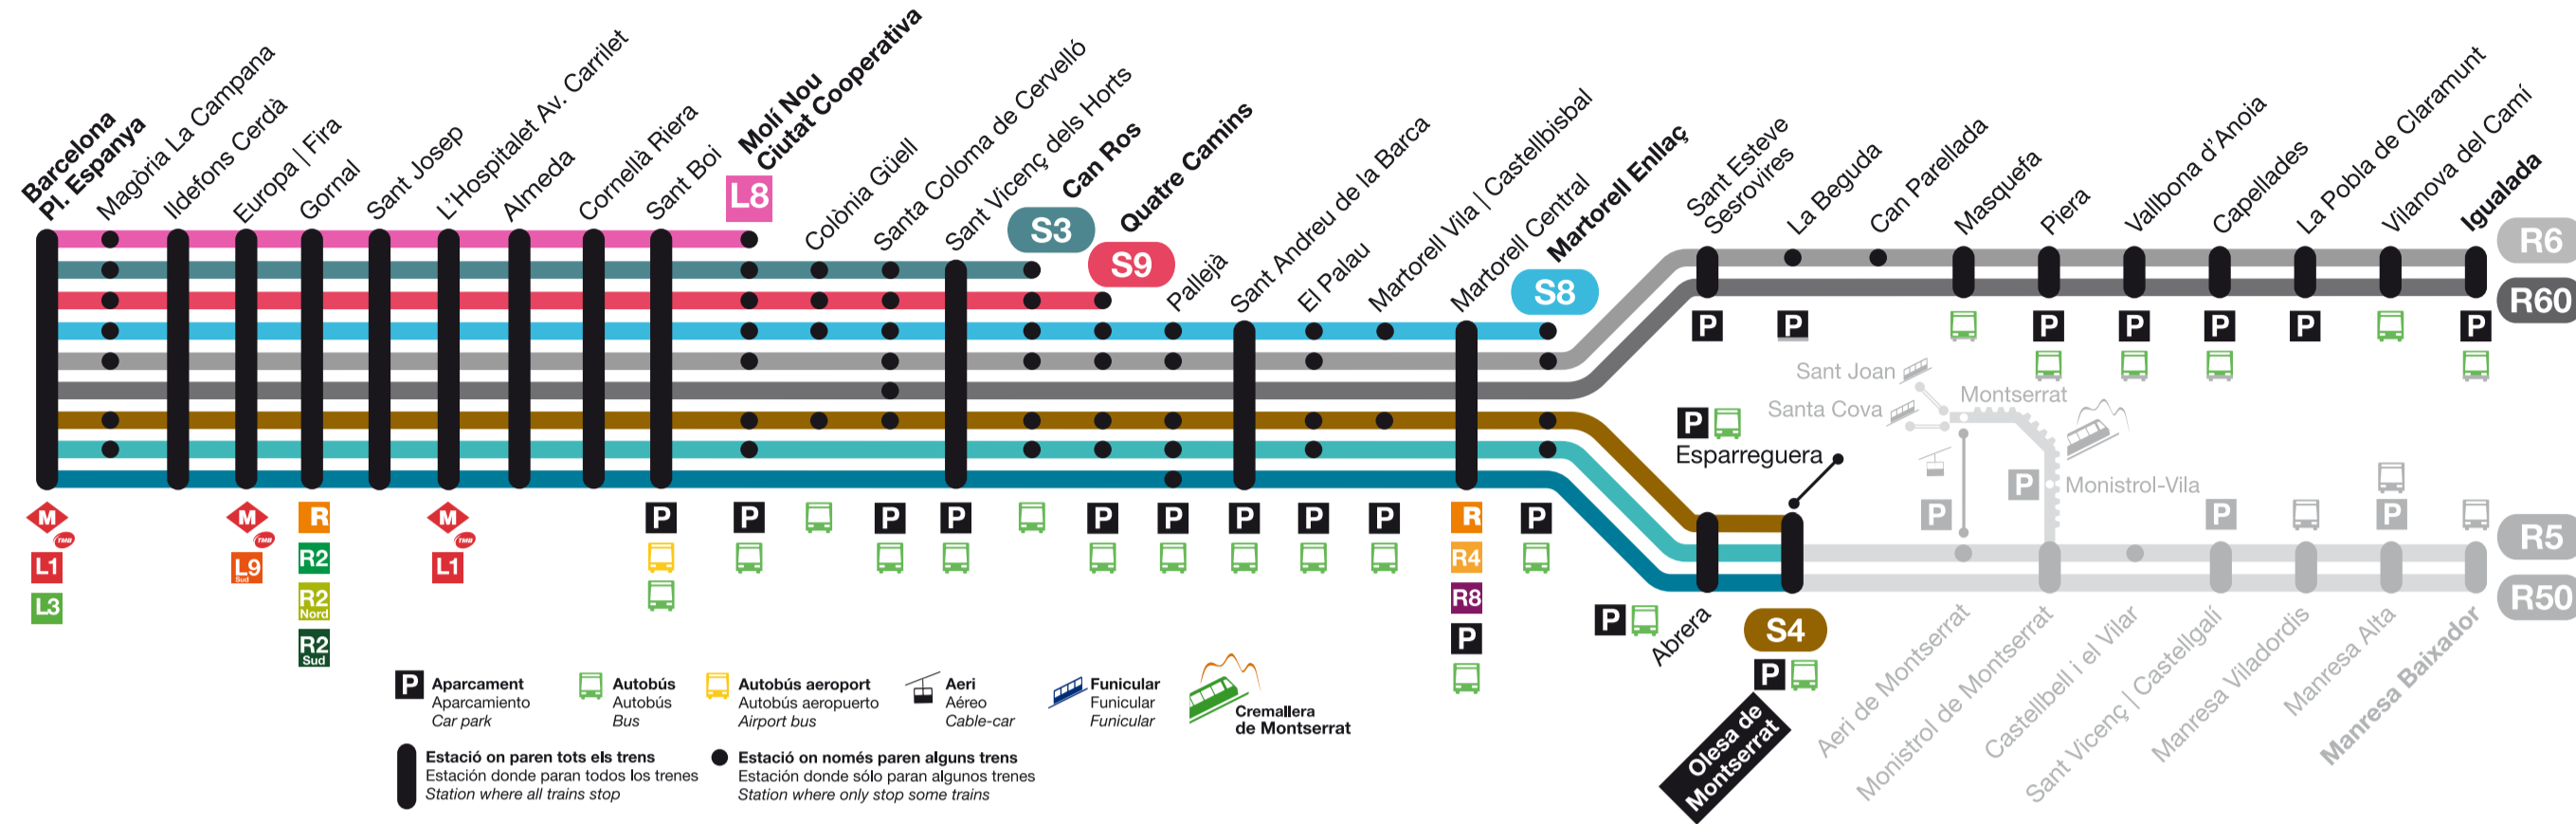 Barcelona
Pl. Espanya
Magòria La Campana
Ildefons Cerdà
Europa | Fira
Gornal
Sant Josep
L'Hospitalet Av. Carrilet
Almeda
Cornellà Riera
Sant Boi
Molí Nou
Ciutat Cooperativa
L8
Colònia Güell
Santa Coloma de Cervelló
Sant Vicenç dels Horts
Can Ros
S3
Quatre Camins
S9
Pallejà
Sant Andreu de la Barca
El Palau
Martorell Vila | Castellbisbal
Martorell Central
Martorell Enllaç
S8
Sant Esteve
Sesrovires
La Beguda
Can Parellada
Masquefa
Piera
Vallbona d'Anoia
Capellades
La Pobla de Claramunt
Vilanova del Camí
Igualada
R6
R60
P
P
P
P
P
P
P
Sant Joan
Santa Cova
Montserrat
P
Esparreguera
P
P
Monistrol-Vila
P
P
R5
R50
M
TMB
L1
L3
M
TMB
L9
Sud
R
R2
R2
Nord
R2
Sud
M
TMB
L1
P
P
P
P
P
P
P
P
P
R
R4
R8
P
P
P
Abrera
S4
P
Olesa de
Montserrat
Aeri de Montserrat
Monistrol de Montserrat
Castellbell i el Vilar
Sant Vicenç | Castellgalí
Manresa Viladordis
Manresa Alta
Manresa Baixador
P
Aparcament
Aparcamiento
Car park
Autobús
Autobús
Bus
Autobús aeroport
Autobús aeropuerto
Airport bus
Aeri
Aéreo
Cable-car
Funicular
Funicular
Funicular
Cremallera
de Montserrat
Estació on paren tots els trens
Estación donde paran todos los trenes
Station where all trains stop
Estació on només paren alguns trens
Estación donde sólo paran algunos trenes
Station where only stop some trains